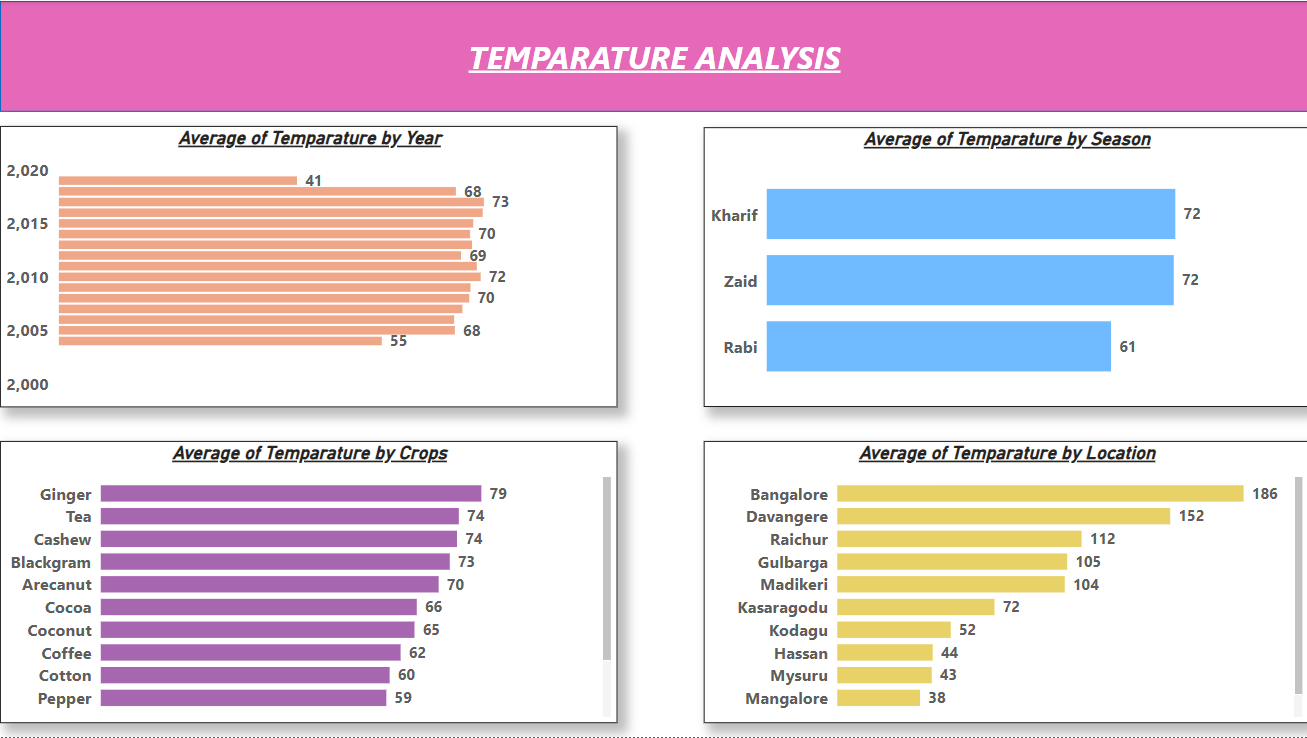 TEMPARATURE ANALYSIS
Average of Temparature by Year
2,020
2,015
2,010
2,005
2,000
41
68
73
70
69
72
70
68
55
Average of Temparature by Season
Kharif 72
Zaid 72
Rabi 61
Average of Temparature by Crops
Ginger 79
Tea 74
Cashew 74
Blackgram 73
Arecanut 70
Cocoa 66
Coconut 65
Coffee 62
Cotton 60
Pepper 59
Average of Temparature by Location
Bangalore 186
Davangere 152
Raichur 112
Gulbarga 105
Madikeri 104
Kasaragodu 72
Kodagu 52
Hassan 44
Mysuru 43
Mangalore 38